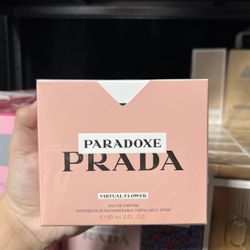 PARADOXE
PRADA
VIRTUAL FLOWER
EAU DE PARFUM
VAPORISATEUR RECHARGEABLE/REFILLABLE SPRAY
℮ 90 ml 3 FL. OZ.